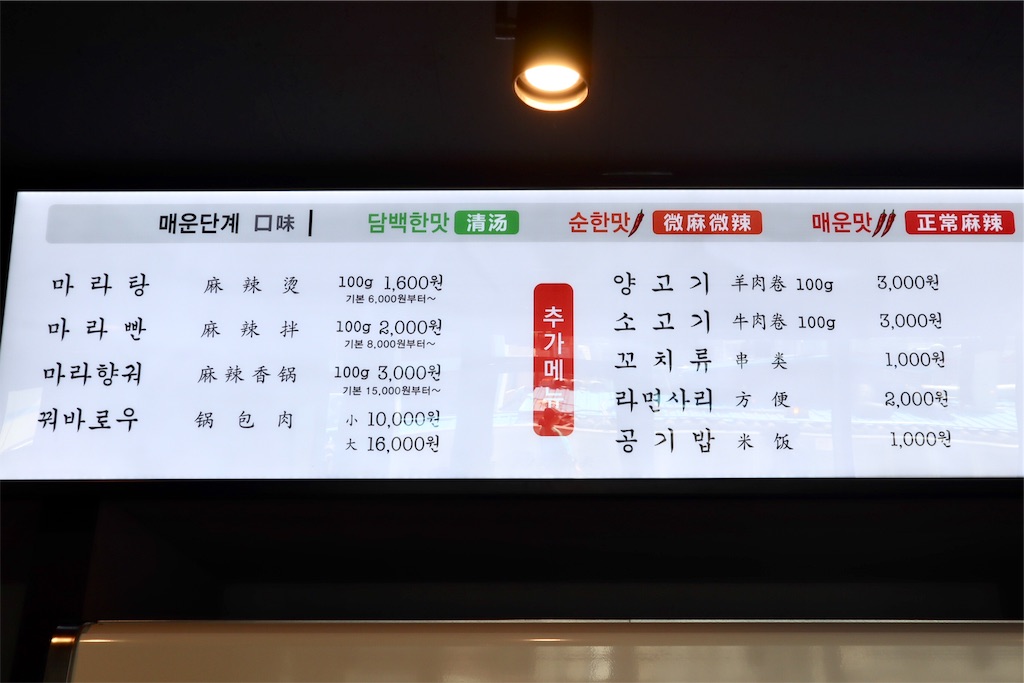 매운단계 口味 담백한맛 清汤 순한맛 微麻微辣 매운맛 正常麻辣
마라탕 麻辣烫 100g 1,600원
기본 6,000원부터~
마라빤 麻辣拌 100g 2,000원
기본 8,000원부터~
마라향궈 麻辣香锅 100g 3,000원
기본 15,000원부터~
꿔바로우 锅包肉 小 10,000원
大 16,000원
추가메뉴
양고기 羊肉卷 100g 3,000원
소고기 牛肉卷 100g 3,000원
꼬치류 串类 1,000원
라면사리 方便 2,000원
공기밥 米饭 1,000원